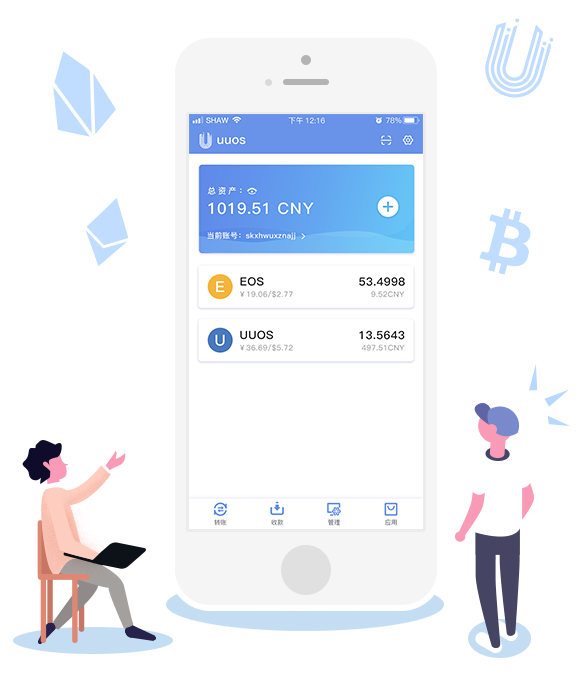 SHAW 下午 12:16 78%
uuos
总资产：
1019.51 CNY
当前账号：skxhwuxznajj
E EOS 53.4998
¥19.06/$2.77 9.52CNY
U UUOS 13.5643
¥36.69/$5.72 497.51CNY
转账 收款 管理 应用